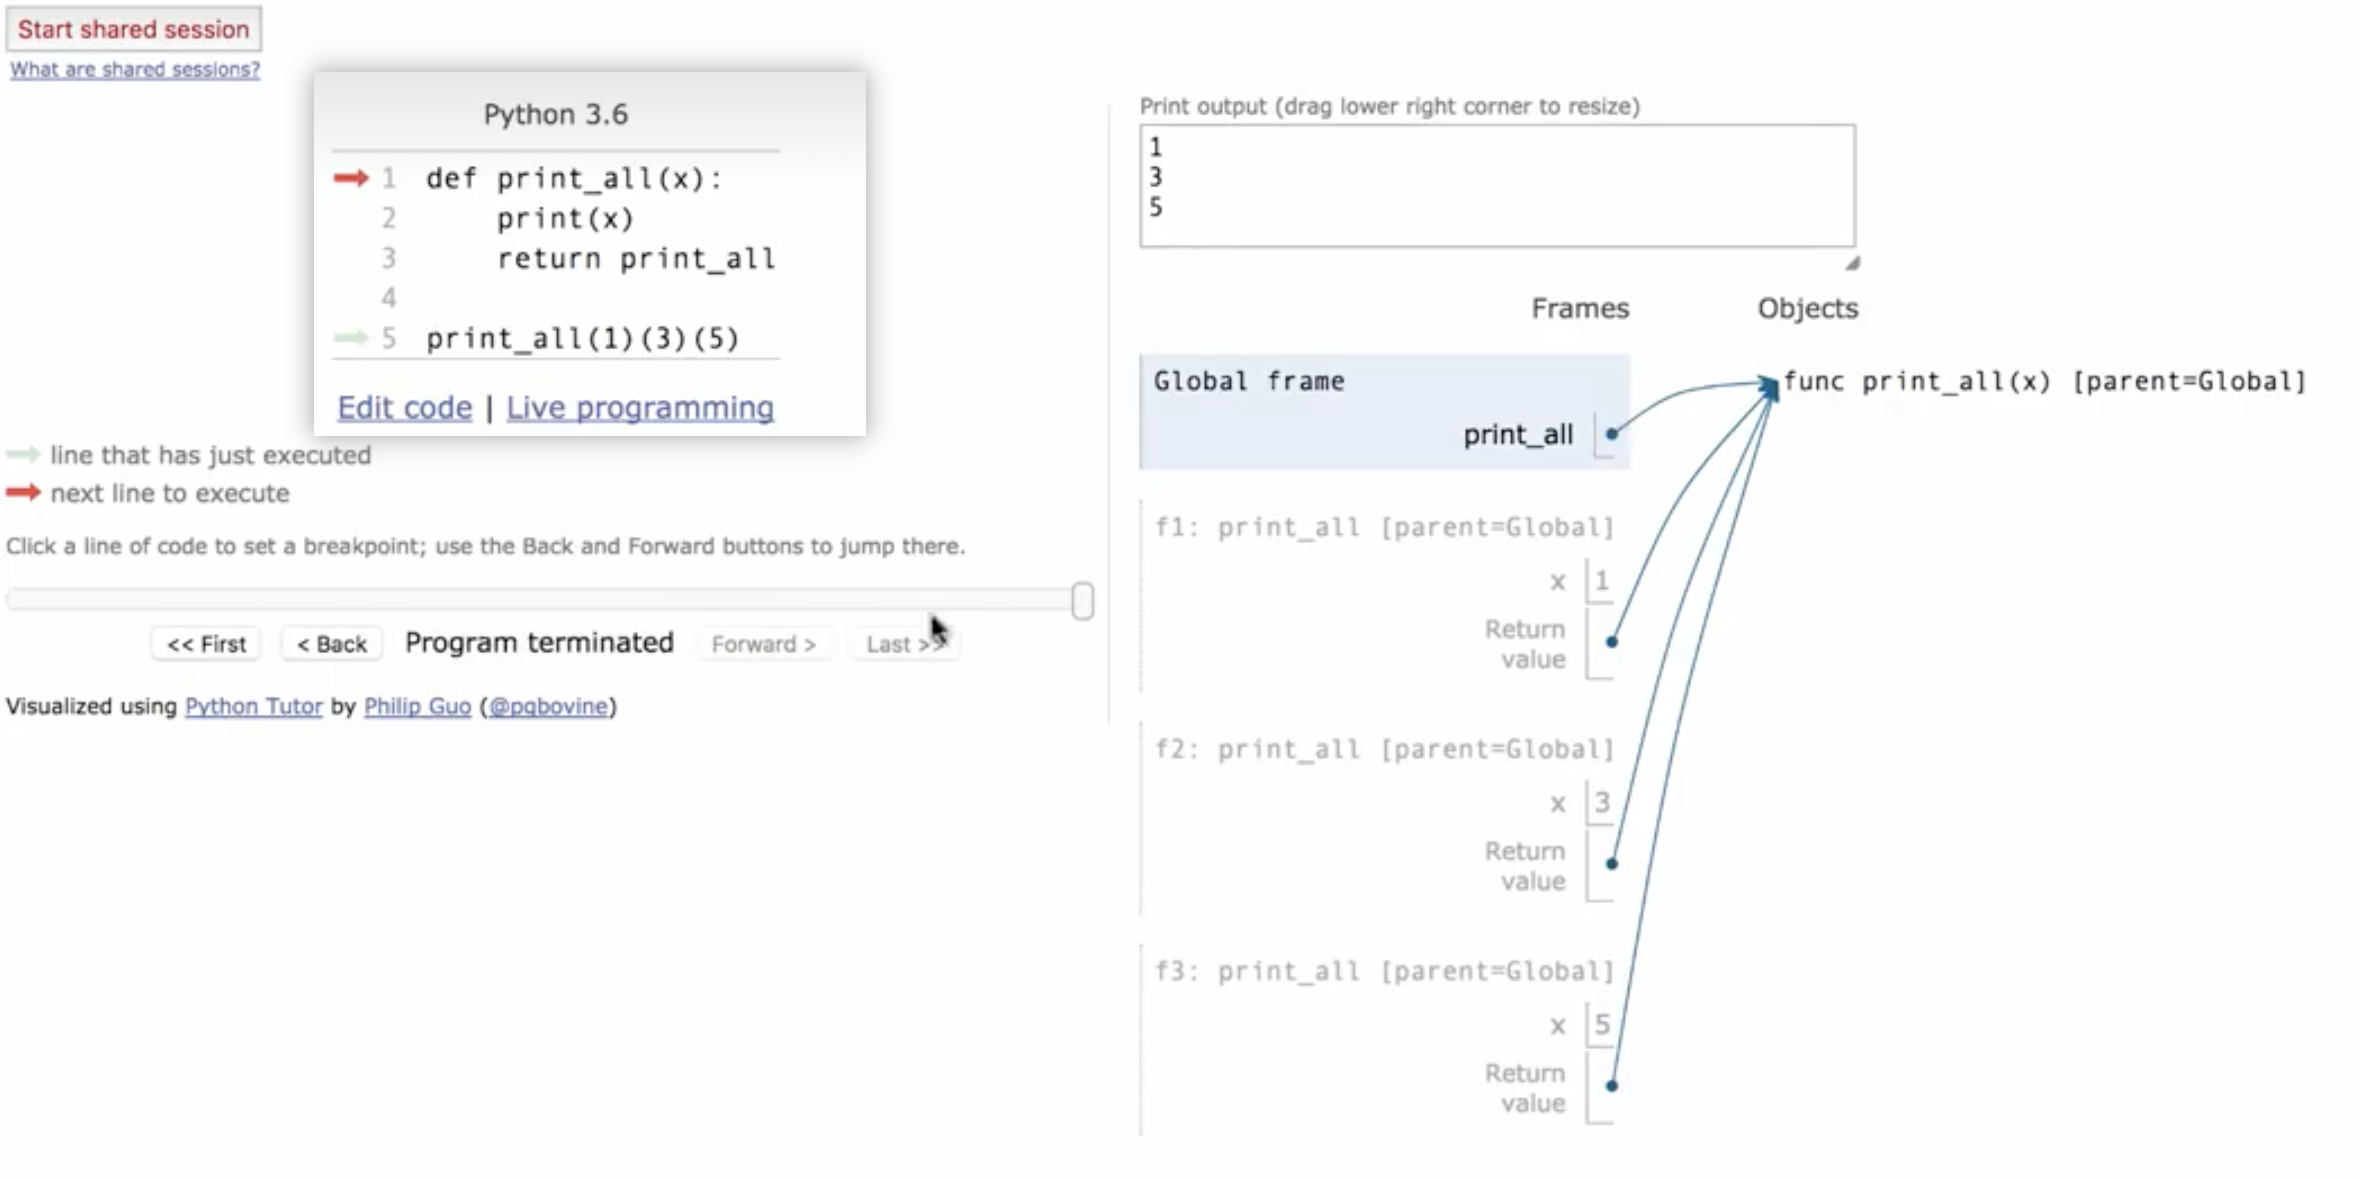 Start shared session
What are shared sessions?
Python 3.6
1 def print_all(x):
2     print(x)
3     return print_all
4
5 print_all(1)(3)(5)
Edit code | Live programming
line that has just executed
next line to execute
Click a line of code to set a breakpoint; use the Back and Forward buttons to jump there.
<< First < Back Program terminated Forward > Last >>
Visualized using Python Tutor by Philip Guo (@pgbovine)
Print output (drag lower right corner to resize)
1
3
5
Frames Objects
Global frame
print_all
func print_all(x) [parent=Global]
f1: print_all [parent=Global]
x 1
Return
value
f2: print_all [parent=Global]
x 3
Return
value
f3: print_all [parent=Global]
x 5
Return
value